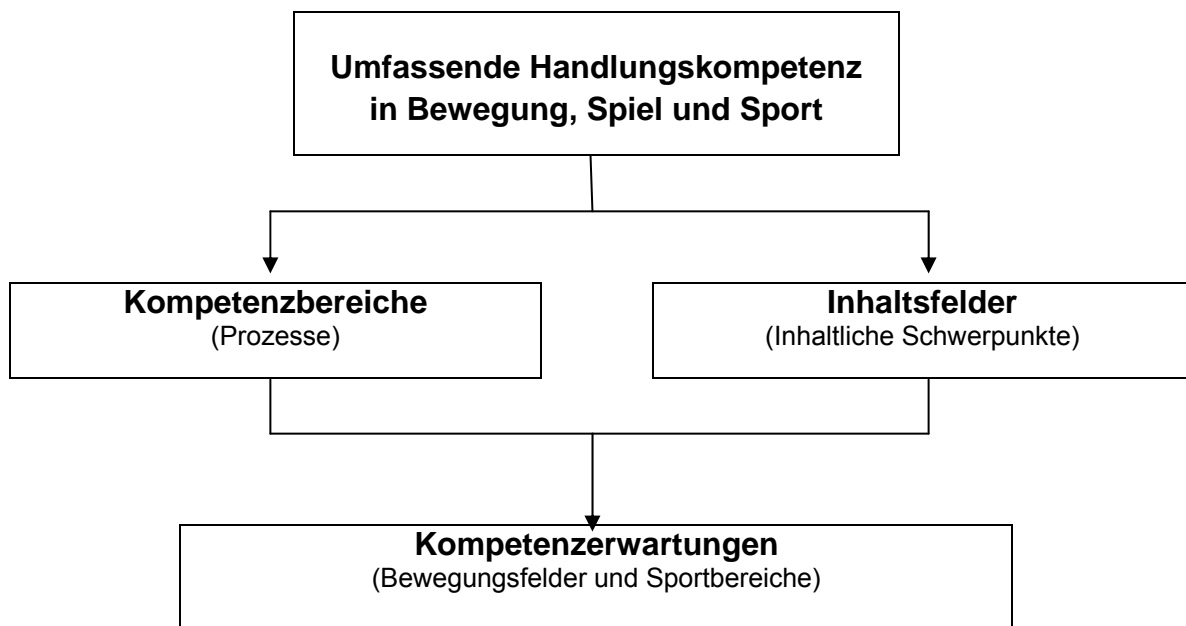 Umfassende Handlungskompetenz
in Bewegung, Spiel und Sport
Kompetenzbereiche
(Prozesse)
Inhaltsfelder
(Inhaltliche Schwerpunkte)
Kompetenzerwartungen
(Bewegungsfelder und Sportbereiche)